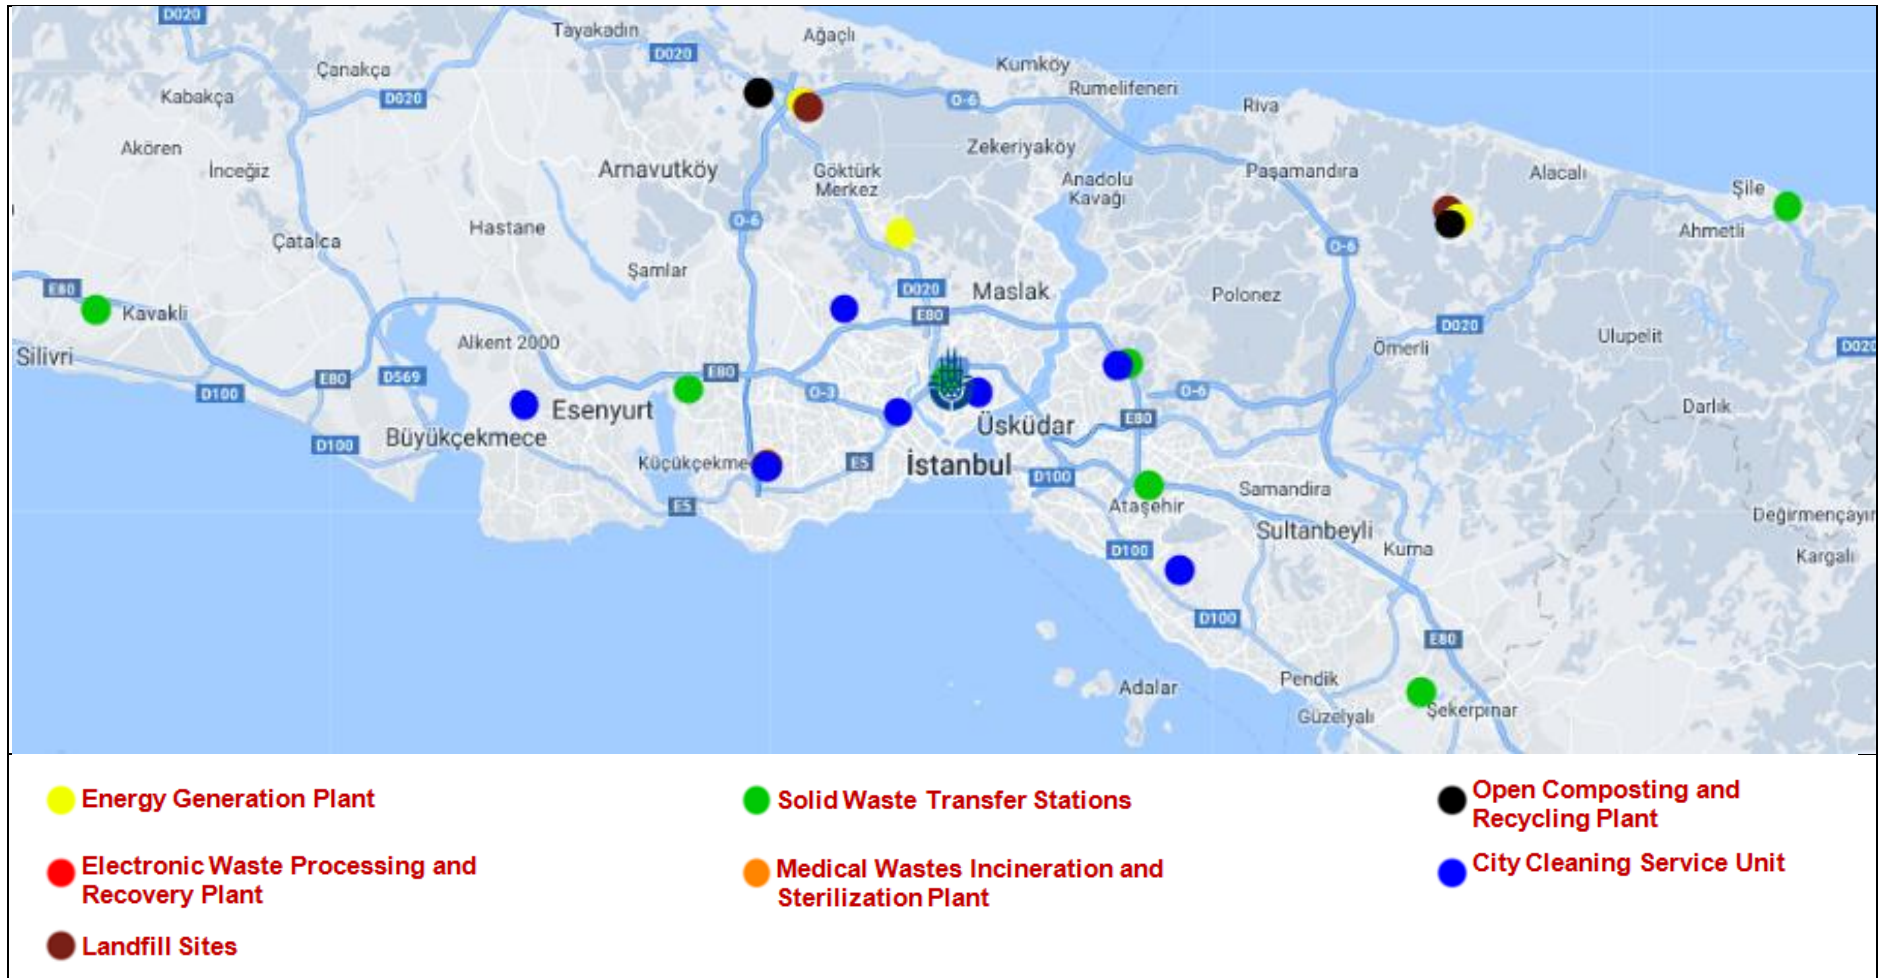 D020
Tayakadın
Ağaçlı
D020
Kumköy
Çanakça
Rumelifeneri
Kabakça
D020
O-6
Riva
Akören
İnceğiz
Arnavutköy
Göktürk
Merkez
Zekeriyaköy
Anadolu
Kavağı
Paşamandıra
Alacalı
Şile
O-6
Hastane
Çatalca
Ahmetli
O-6
Şamlar
E80
Kavakli
D020
Maslak
Polonez
E80
D020
Ulupelit
Silivri
Alkent 2000
Ömerli
D020
E80
D569
E80
D100
O-3
O-6
Esenyurt
Darlık
Büyükçekmece
D100
Üsküdar
E80
Küçükçekme
E5
İstanbul
D100
Samandira
E5
Ataşehir
Sultanbeyli
Değirmençayır
D100
Kurna
Kargalı
D100
E80
Adalar
Pendik
Güzelyalı
Şekerpınar
Energy Generation Plant
Solid Waste Transfer Stations
Open Composting and
Recycling Plant
Electronic Waste Processing and
Recovery Plant
Medical Wastes Incineration and
Sterilization Plant
City Cleaning Service Unit
Landfill Sites